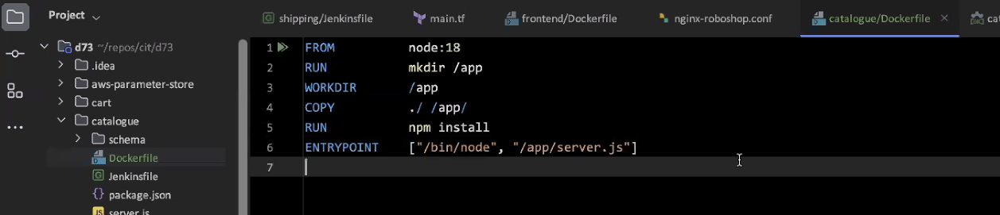 Project
shipping/Jenkinsfile
main.tf
frontend/Dockerfile
nginx-roboshop.conf
catalogue/Dockerfile
cat
d73 ~/repos/cit/d73
.idea
aws-parameter-store
cart
catalogue
schema
Dockerfile
Jenkinsfile
package.json
server.js
1 FROM node:18
2 RUN mkdir /app
3 WORKDIR /app
4 COPY ./ /app/
5 RUN npm install
6 ENTRYPOINT ["/bin/node", "/app/server.js"]
7